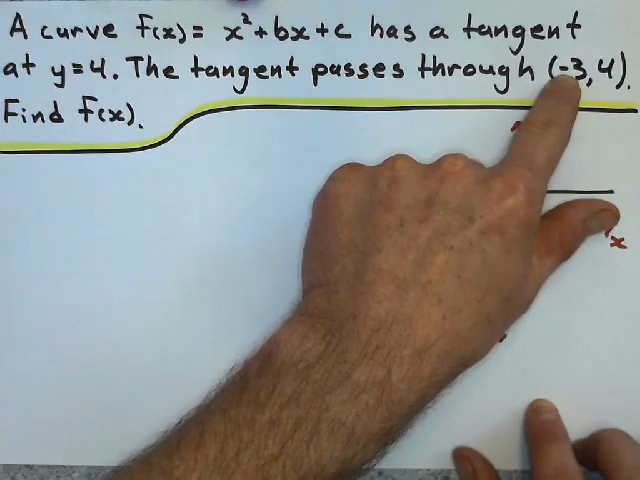 A curve f(x) = x²+bx+c has a tangent
at y=4. The tangent passes through (-3,4).
Find f(x).
x